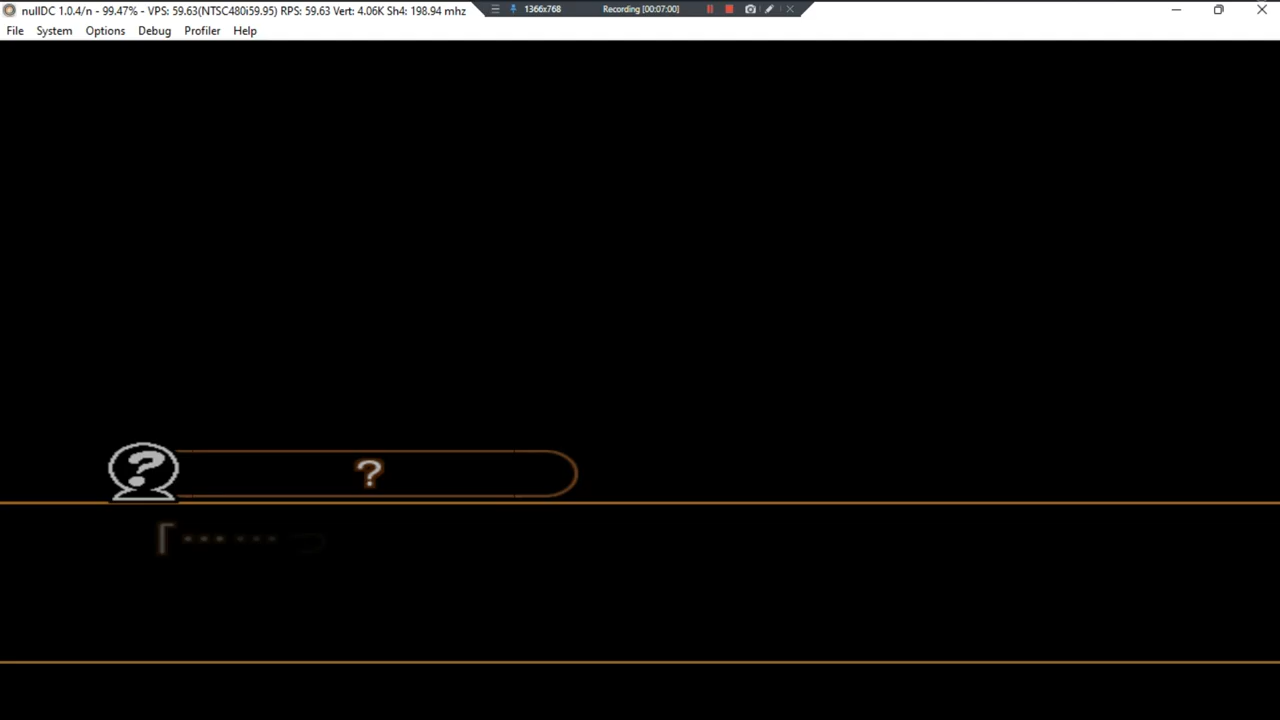 nullDC 1.0.4/n - 99.47% - VPS: 59.63(NTSC480i59.95) RPS: 59.63 Vert: 4.06K Sh4: 198.94 mhz
1366x768
Recording [00:07:00]
File System Options Debug Profiler Help
?
?
「……っ